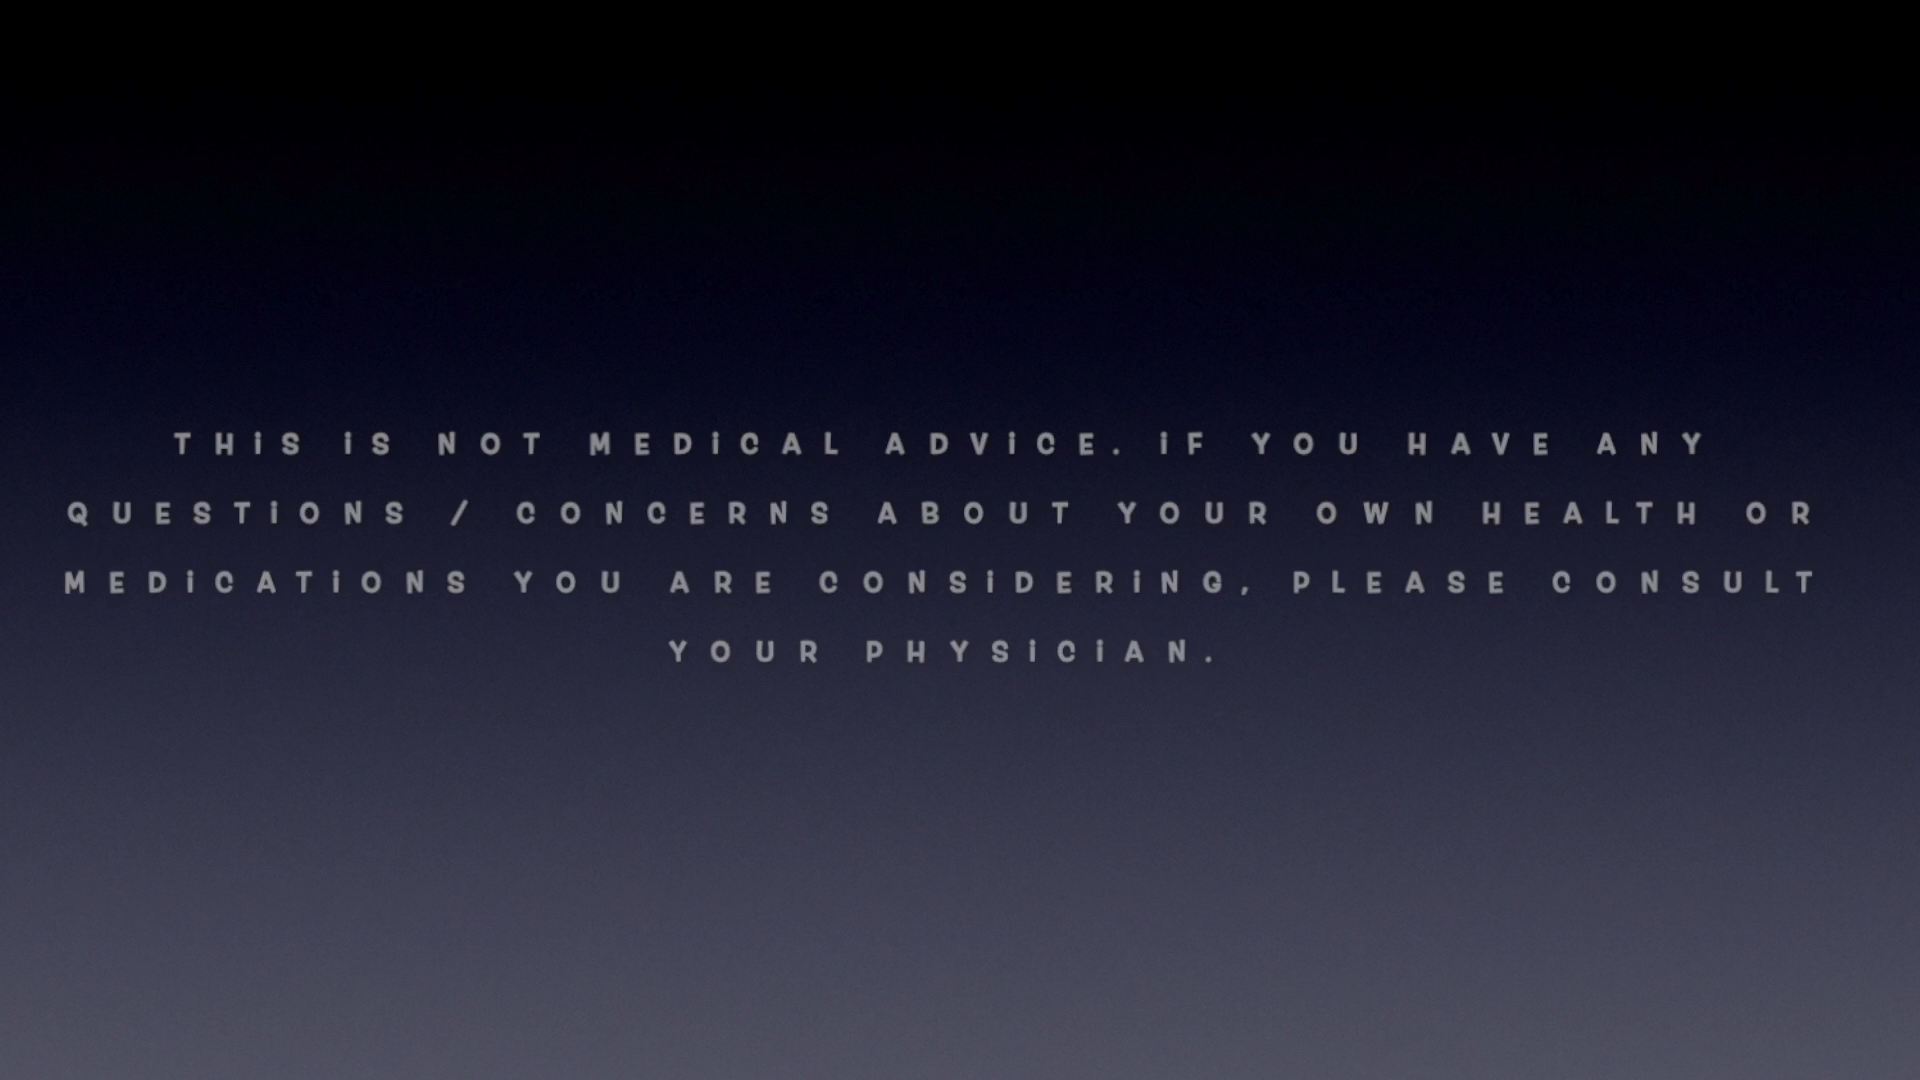 THiS iS NOT MEDiCAL ADViCE. iF YOU HAVE ANY
QUESTiONS / CONCERNS ABOUT YOUR OWN HEALTH OR
MEDiCATiONS YOU ARE CONSiDERiNG, PLEASE CONSULT
YOUR PHYSiCiAN.